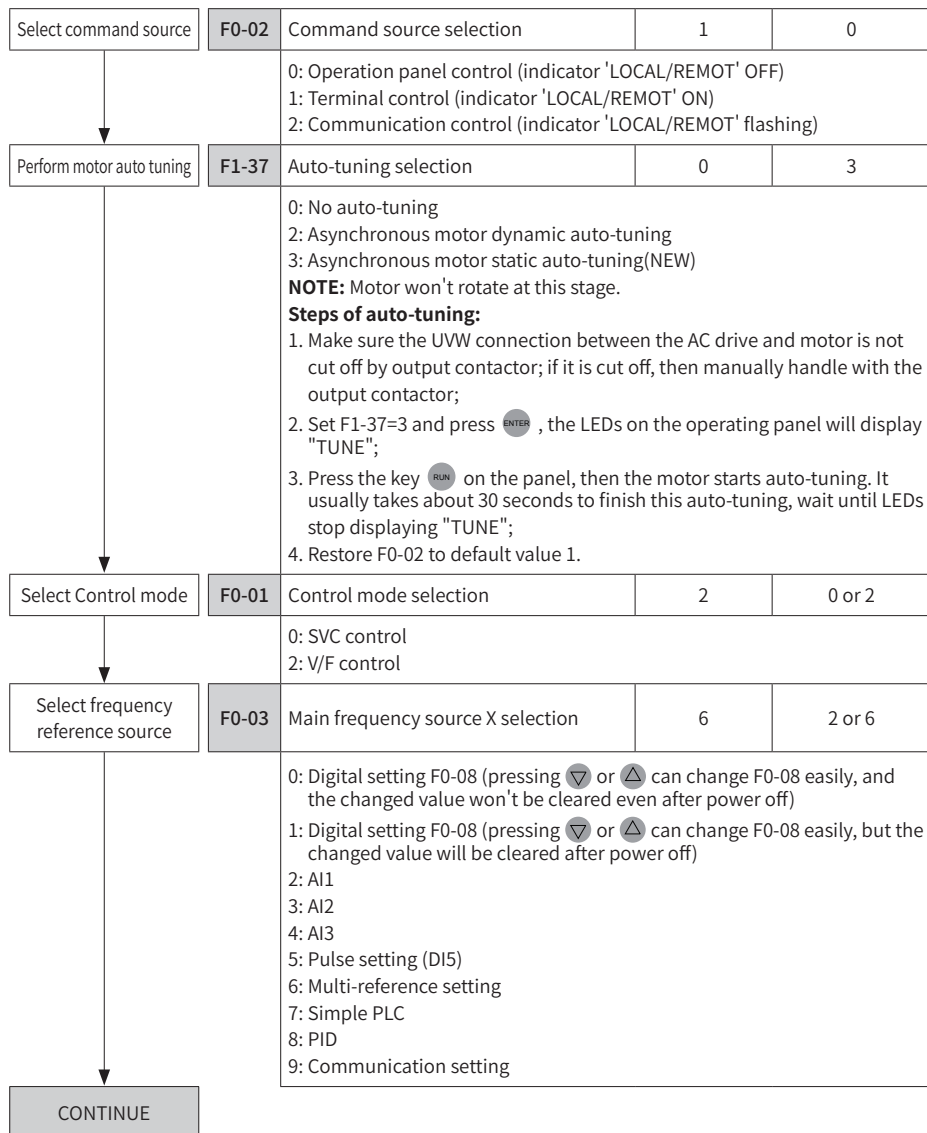 Select command source F0-02 Command source selection 1 0
0: Operation panel control (indicator 'LOCAL/REMOT' OFF)
1: Terminal control (indicator 'LOCAL/REMOT' ON)
2: Communication control (indicator 'LOCAL/REMOT' flashing)
Perform motor auto tuning F1-37 Auto-tuning selection 0 3
0: No auto-tuning
2: Asynchronous motor dynamic auto-tuning
3: Asynchronous motor static auto-tuning(NEW)
NOTE: Motor won't rotate at this stage.
Steps of auto-tuning:
1. Make sure the UVW connection between the AC drive and motor is not
cut off by output contactor; if it is cut off, then manually handle with the
output contactor;
2. Set F1-37=3 and press ENTER , the LEDs on the operating panel will display
"TUNE";
3. Press the key RUN on the panel, then the motor starts auto-tuning. It
usually takes about 30 seconds to finish this auto-tuning, wait until LEDs
stop displaying "TUNE";
4. Restore F0-02 to default value 1.
Select Control mode F0-01 Control mode selection 2 0 or 2
0: SVC control
2: V/F control
Select frequency
reference source F0-03 Main frequency source X selection 6 2 or 6
0: Digital setting F0-08 (pressing or can change F0-08 easily, and
the changed value won't be cleared even after power off)
1: Digital setting F0-08 (pressing or can change F0-08 easily, but the
changed value will be cleared after power off)
2: AI1
3: AI2
4: AI3
5: Pulse setting (DI5)
6: Multi-reference setting
7: Simple PLC
8: PID
9: Communication setting
CONTINUE